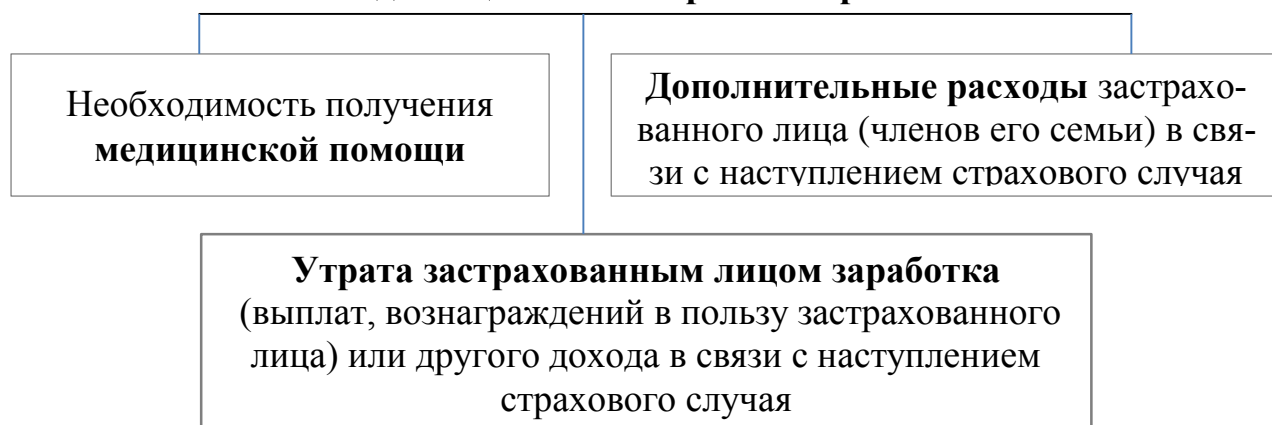 Необходимость получения
медицинской помощи
Дополнительные расходы застрахо-
ванного лица (членов его семьи) в свя-
зи с наступлением страхового случая
Утрата застрахованным лицом заработка
(выплат, вознаграждений в пользу застрахованного
лица) или другого дохода в связи с наступлением
страхового случая